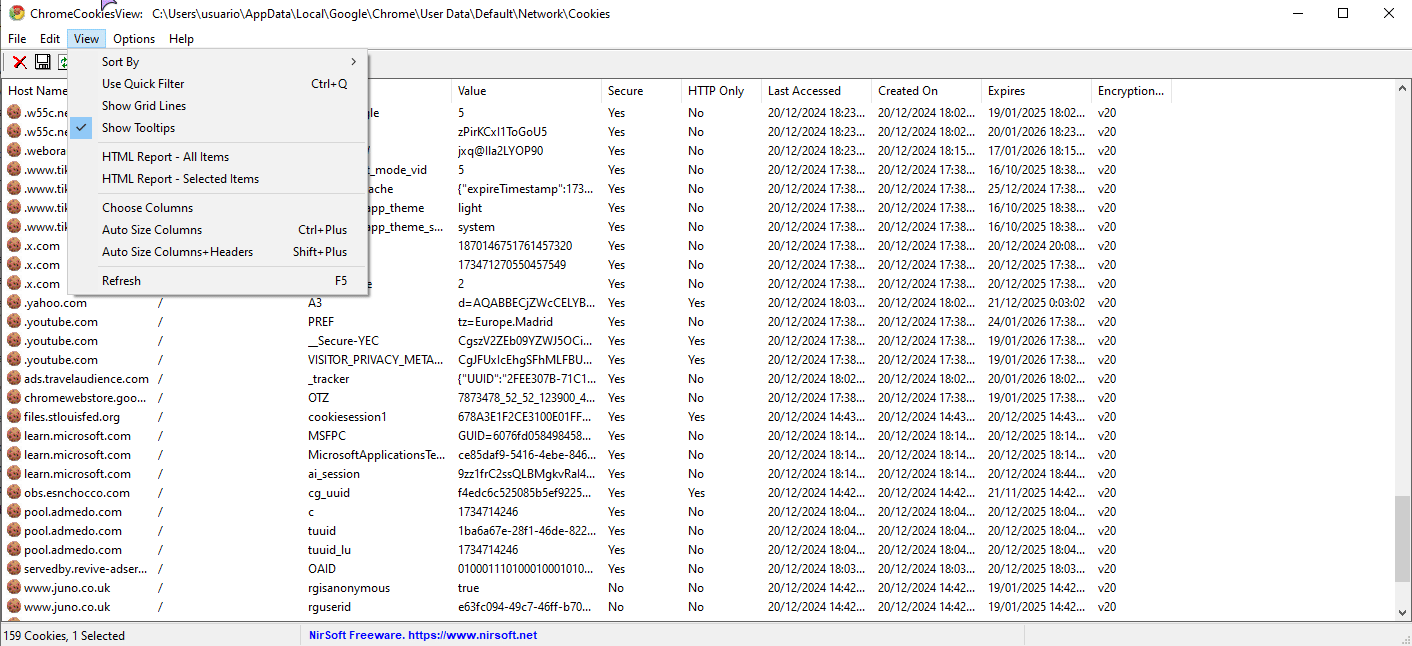 ChromeCookiesView: C:\Users\usuario\AppData\Local\Google\Chrome\User Data\Default\Network\Cookies
File Edit View Options Help
Sort By
Use Quick Filter Ctrl+Q
Show Grid Lines
Show Tooltips
HTML Report - All Items
HTML Report - Selected Items
Choose Columns
Auto Size Columns Ctrl+Plus
Auto Size Columns+Headers Shift+Plus
Refresh F5
Host Name Value Secure HTTP Only Last Accessed Created On Expires Encryption...
.w55c.ne gle 5 Yes No 20/12/2024 18:23... 20/12/2024 18:02... 19/01/2025 18:02... v20
.w55c.ne zPirKCxI1ToGoU5 Yes No 20/12/2024 18:23... 20/12/2024 18:02... 20/01/2026 18:23... v20
.webora jxq@Ila2LYOP90 Yes No 20/12/2024 18:23... 20/12/2024 18:15... 17/01/2026 18:15... v20
.www.tik t_mode_vid 5 Yes No 20/12/2024 17:38... 20/12/2024 17:38... 16/10/2025 18:38... v20
.www.tik ache {"expireTimestamp":173... Yes No 20/12/2024 17:38... 20/12/2024 17:38... 25/12/2024 17:38... v20
.www.tik app_theme light Yes No 20/12/2024 17:38... 20/12/2024 17:38... 16/10/2025 18:38... v20
.www.tik app_theme_s... system Yes No 20/12/2024 17:38... 20/12/2024 17:38... 16/10/2025 18:38... v20
.x.com 1870146751761457320 Yes No 20/12/2024 17:38... 20/12/2024 17:38... 20/12/2024 20:08... v20
.x.com 173471270550457549 Yes No 20/12/2024 17:38... 20/12/2024 17:38... 20/12/2025 17:38... v20
.x.com e 2 Yes No 20/12/2024 17:38... 20/12/2024 17:38... 20/12/2025 17:38... v20
.yahoo.com / A3 d=AQABBECjZWcCELYB... Yes Yes 20/12/2024 18:03... 20/12/2024 18:02... 21/12/2025 0:03:02 v20
.youtube.com / PREF tz=Europe.Madrid Yes No 20/12/2024 17:38... 20/12/2024 17:38... 24/01/2026 17:38... v20
.youtube.com / __Secure-YEC CgszV2ZEb09YZWJ5OCi... Yes Yes 20/12/2024 17:38... 20/12/2024 17:38... 19/01/2026 17:38... v20
.youtube.com / VISITOR_PRIVACY_META... CgJFUxIcEhgSFhMLFBU... Yes Yes 20/12/2024 17:38... 20/12/2024 17:38... 19/01/2026 17:38... v20
ads.travelaudience.com / _tracker {"UUID":"2FEE307B-71C1... Yes No 20/12/2024 18:02... 20/12/2024 18:02... 20/01/2026 18:02... v20
chromewebstore.goo... / OTZ 7873478_52_52_123900_4... Yes No 20/12/2024 17:38... 20/12/2024 17:38... 19/01/2025 17:38... v20
files.stlouisfed.org / cookiesession1 678A3E1F2CE3100E01FF... Yes Yes 20/12/2024 14:43... 20/12/2024 14:43... 20/12/2025 14:43... v20
learn.microsoft.com / MSFPC GUID=6076fd058498458... Yes No 20/12/2024 18:14... 20/12/2024 18:14... 20/12/2025 18:14... v20
learn.microsoft.com / MicrosoftApplicationsTe... ce85daf9-5416-4ebe-846... Yes No 20/12/2024 18:14... 20/12/2024 18:14... 20/12/2025 18:14... v20
learn.microsoft.com / ai_session 9zz1frC2ssQLBMgkvRal4... Yes No 20/12/2024 18:14... 20/12/2024 18:14... 20/12/2024 18:44... v20
obs.esnchocco.com / cg_uuid f4edc6c525085b5ef9225... Yes Yes 20/12/2024 14:42... 20/12/2024 14:42... 21/11/2025 14:42... v20
pool.admedo.com / c 1734714246 Yes No 20/12/2024 18:04... 20/12/2024 18:04... 20/12/2025 18:04... v20
pool.admedo.com / tuuid 1ba6a67e-28f1-46de-822... Yes No 20/12/2024 18:04... 20/12/2024 18:04... 20/12/2025 18:04... v20
pool.admedo.com / tuuid_lu 1734714246 Yes No 20/12/2024 18:04... 20/12/2024 18:04... 20/12/2025 18:04... v20
servedby.revive-adser... / OAID 010001110100010001010... Yes No 20/12/2024 18:03... 20/12/2024 18:03... 20/12/2025 18:03... v20
www.juno.co.uk / rgisanonymous true No No 20/12/2024 14:42... 20/12/2024 14:42... 19/01/2025 14:42... v20
www.juno.co.uk / rguserid e63fc094-49c7-46ff-b70... No No 20/12/2024 14:42... 20/12/2024 14:42... 19/01/2025 14:42... v20
159 Cookies, 1 Selected NirSoft Freeware. https://www.nirsoft.net